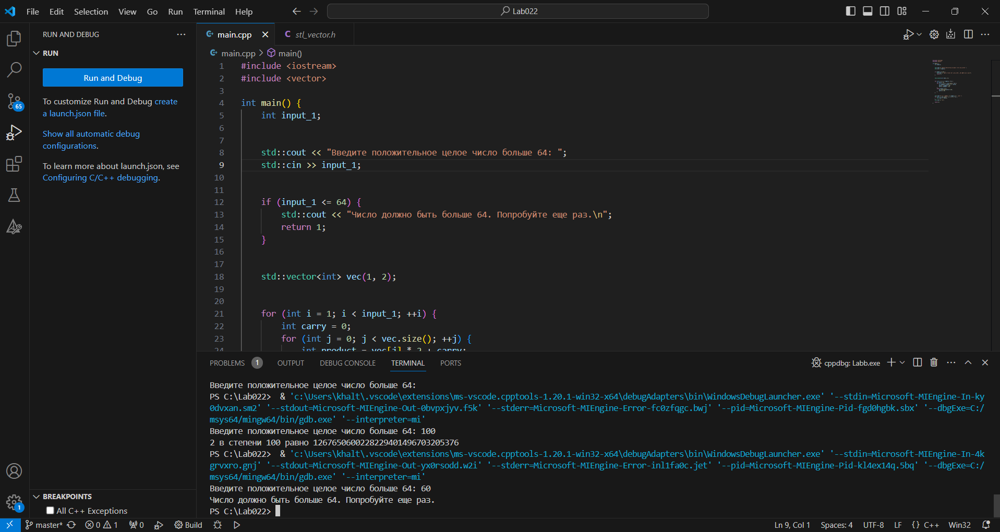 File Edit Selection View Go Run Terminal Help
Lab022
RUN AND DEBUG
RUN
Run and Debug
To customize Run and Debug create
a launch.json file.
Show all automatic debug
configurations.
To learn more about launch.json, see
Configuring C/C++ debugging.
65
1
BREAKPOINTS
All C++ Exceptions
main.cpp
stl_vector.h
main.cpp > main()
1 #include <iostream>
2 #include <vector>
3
4 int main() {
5 int input_1;
6
7
8 std::cout << "Введите положительное целое число больше 64: ";
9 std::cin >> input_1;
10
11
12 if (input_1 <= 64) {
13 std::cout << "Число должно быть больше 64. Попробуйте еще раз.\n";
14 return 1;
15 }
16
17
18 std::vector<int> vec(1, 2);
19
20
21 for (int i = 1; i < input_1; ++i) {
22 int carry = 0;
23 for (int j = 0; j < vec.size(); ++j) {
24 int product = vec[j] * 2 + carry;
PROBLEMS 1 OUTPUT DEBUG CONSOLE TERMINAL PORTS
cppdbg: Labb.exe
Введите положительное целое число больше 64:
PS C:\Lab022> & 'c:\Users\khalt\.vscode\extensions\ms-vscode.cpptools-1.20.1-win32-x64\debugAdapters\bin\WindowsDebugLauncher.exe' '--stdin=Microsoft-MIEngine-In-ky
0dvxan.sm2' '--stdout=Microsoft-MIEngine-Out-0bvpxjyv.f5k' '--stderr=Microsoft-MIEngine-Error-fc0zfqgc.bwj' '--pid=Microsoft-MIEngine-Pid-fgd0hgbk.sbx' '--dbgExe=C:/
msys64/mingw64/bin/gdb.exe' '--interpreter=mi'
Введите положительное целое число больше 64: 100
2 в степени 100 равно 1267650600228229401496703205376
PS C:\Lab022> & 'c:\Users\khalt\.vscode\extensions\ms-vscode.cpptools-1.20.1-win32-x64\debugAdapters\bin\WindowsDebugLauncher.exe' '--stdin=Microsoft-MIEngine-In-4k
grvxro.gnj' '--stdout=Microsoft-MIEngine-Out-yx0rsodd.w2i' '--stderr=Microsoft-MIEngine-Error-inl1fa0c.jet' '--pid=Microsoft-MIEngine-Pid-kl4ex14q.5bq' '--dbgExe=C:/
msys64/mingw64/bin/gdb.exe' '--interpreter=mi'
Введите положительное целое число больше 64: 60
Число должно быть больше 64. Попробуйте еще раз.
PS C:\Lab022>
master* 0 1 0 Build
Ln 9, Col 1 Spaces: 4 UTF-8 LF {} C++ Win32